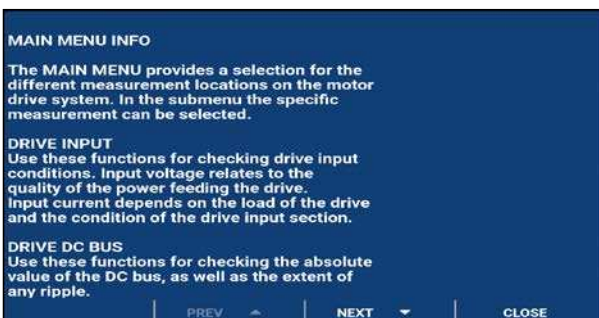 MAIN MENU INFO
The MAIN MENU provides a selection for the
different measurement locations on the motor
drive system. In the submenu the specific
measurement can be selected.
DRIVE INPUT
Use these functions for checking drive input
conditions. Input voltage relates to the
quality of the power feeding the drive.
Input current depends on the load of the drive
and the condition of the drive input section.
DRIVE DC BUS
Use these functions for checking the absolute
value of the DC bus, as well as the extent of
any ripple.
PREV NEXT CLOSE